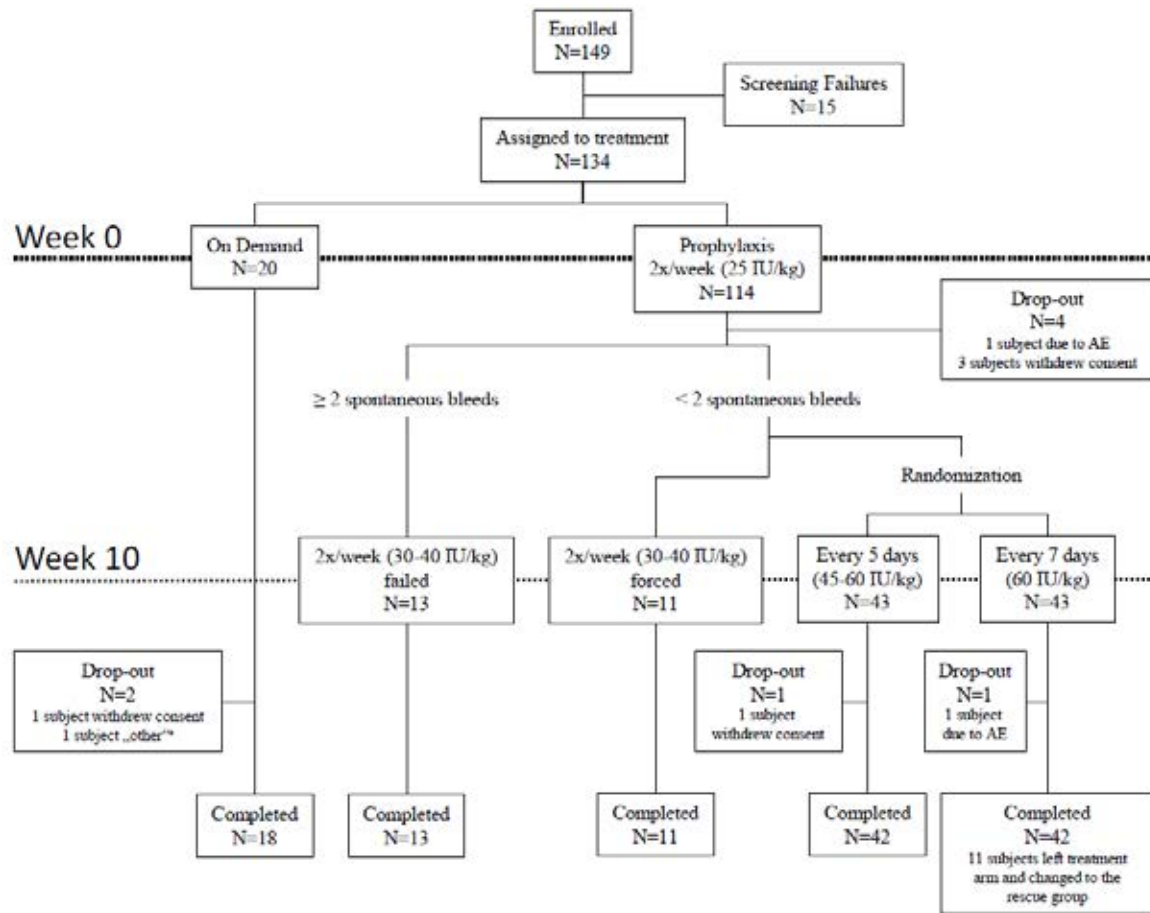 Enrolled
N=149
Screening Failures
N=15
Assigned to treatment
N=134
Week 0
On Demand
N=20
Prophylaxis
2x/week (25 IU/kg)
N=114
Drop-out
N=4
1 subject due to AE
3 subjects withdrew consent
≥ 2 spontaneous bleeds
< 2 spontaneous bleeds
Randomization
Week 10
2x/week (30-40 IU/kg)
failed
N=13
2x/week (30-40 IU/kg)
forced
N=11
Every 5 days
(45-60 IU/kg)
N=43
Every 7 days
(60 IU/kg)
N=43
Drop-out
N=2
1 subject withdrew consent
1 subject „other“*
Drop-out
N=1
1 subject
withdrew consent
Drop-out
N=1
1 subject
due to AE
Completed
N=18
Completed
N=13
Completed
N=11
Completed
N=42
Completed
N=42
11 subjects left treatment
arm and changed to the
rescue group